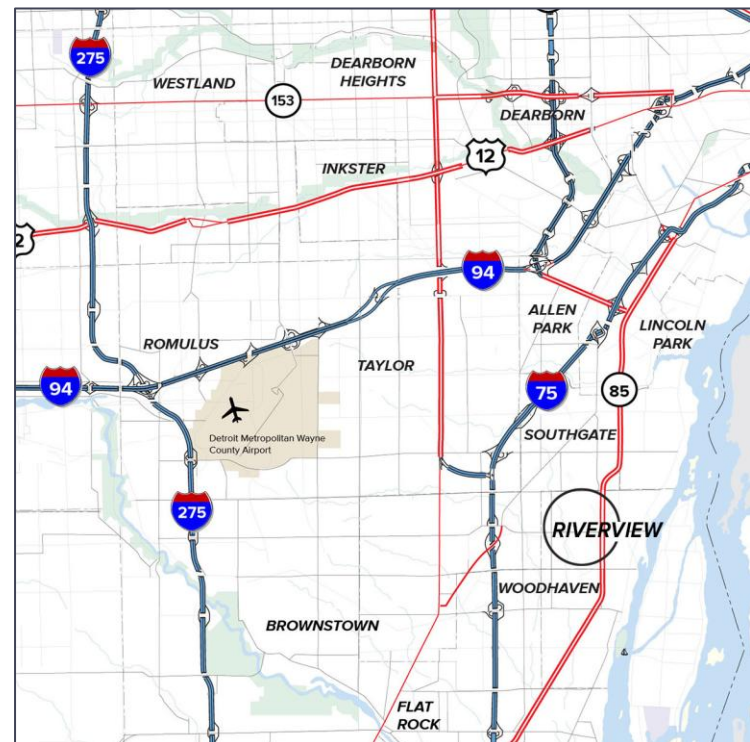 275
WESTLAND
DEARBORN
HEIGHTS
153
DEARBORN
12
INKSTER
2
94
ALLEN
PARK
LINCOLN
PARK
ROMULUS
TAYLOR
94
75
85
Detroit Metropolitan Wayne
County Airport
SOUTHGATE
275
RIVERVIEW
WOODHAVEN
BROWNSTOWN
FLAT
ROCK